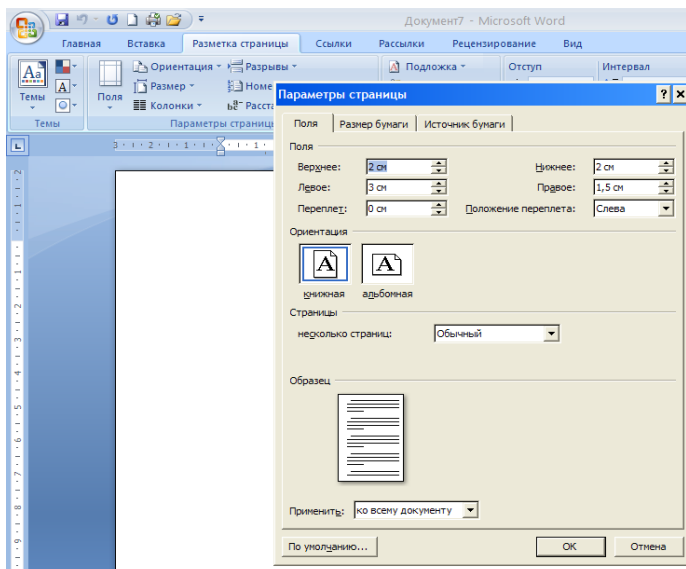 Документ7 - Microsoft Word
Главная Вставка Разметка страницы Ссылки Рассылки Рецензирование Вид
Ориентация Разрывы Подложка Отступ Интервал
Размер
Темы Поля Колонки
Темы Параметры
Параметры страницы
Поля Размер бумаги Источник бумаги
Поля
Верхнее: 2 см Нижнее: 2 см
Левое: 3 см Правое: 1,5 см
Переплет: 0 см Положение переплета: Слева
Ориентация
книжная альбомная
Страницы
несколько страниц: Обычный
Образец
Применить: ко всему документу
По умолчанию... ОК Отмена